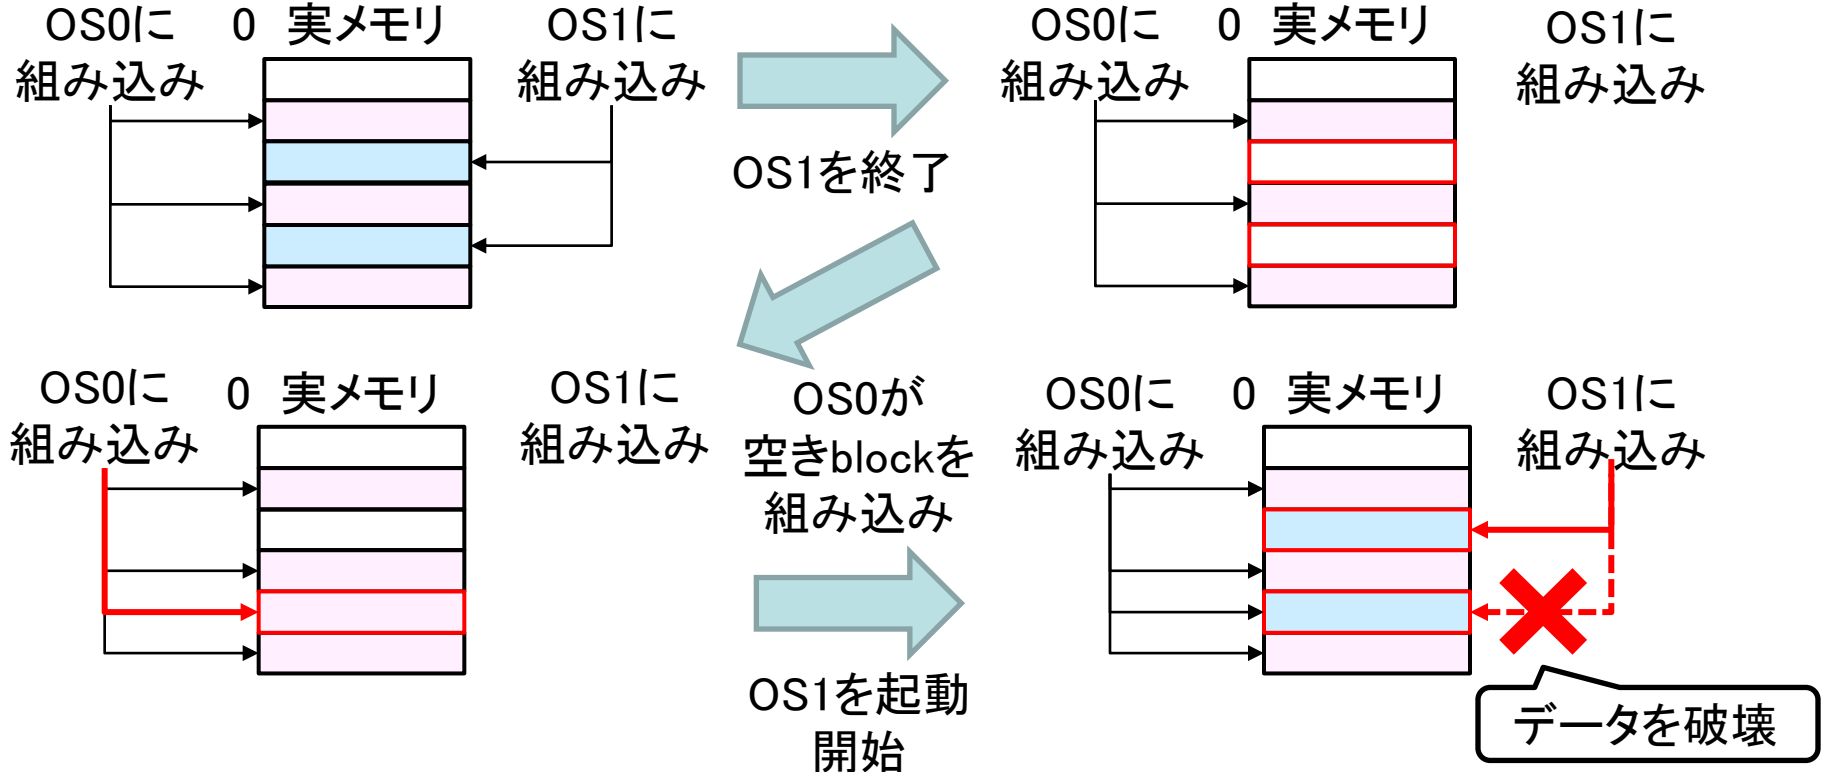 OS0に
組み込み
0 実メモリ
OS1に
組み込み
OS1を終了
OS0に
組み込み
0 実メモリ
OS1に
組み込み
OS0に
組み込み
0 実メモリ
OS1に
組み込み
OS0が
空きblockを
組み込み
OS1を起動
開始
OS0に
組み込み
0 実メモリ
OS1に
組み込み
データを破壊